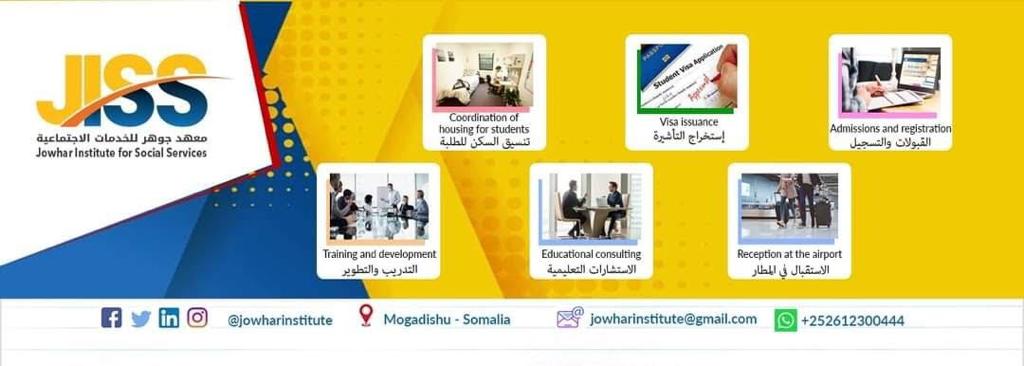 JISS
معهد جوهر للخدمات الاجتماعية
Jowhar Institute for Social Services
Coordination of
housing for students
تنسيق السكن للطلبة
Student Visa Application
Approved
Visa issuance
إستخراج التأشيرة
Admissions and registration
القبولات والتسجيل
Training and development
التدريب والتطوير
Educational consulting
الاستشارات التعليمية
Reception at the airport
الاستقبال في المطار
@jowharinstitute
Mogadishu - Somalia
jowharinstitute@gmail.com
+252612300444